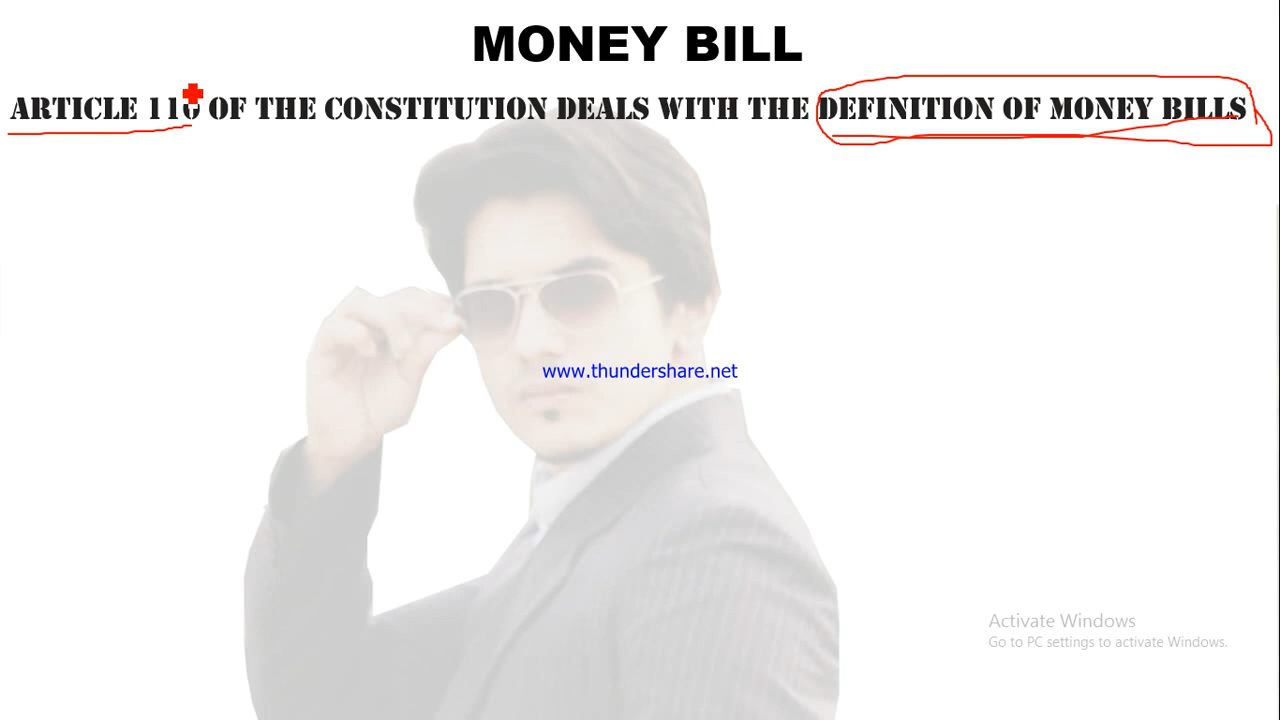 MONEY BILL
ARTICLE 110 OF THE CONSTITUTION DEALS WITH THE DEFINITION OF MONEY BILLS
www.thundershare.net
Activate Windows
Go to PC settings to activate Windows.